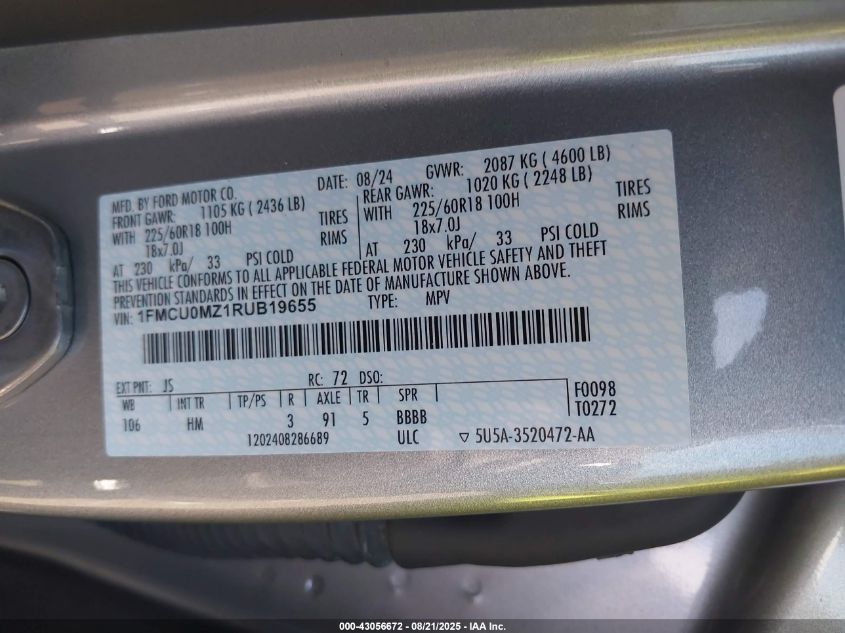 MFD. BY FORD MOTOR CO.
DATE: 08/24 GVWR: 2087 KG ( 4600 LB)
FRONT GAWR: 1105 KG ( 2436 LB)
WITH 225/60R18 100H TIRES
18x7.0J RIMS
AT 230 kPa/ 33 PSI COLD
REAR GAWR: 1020 KG ( 2248 LB)
WITH 225/60R18 100H TIRES
18x7.0J RIMS
AT 230 kPa/ 33 PSI COLD
THIS VEHICLE CONFORMS TO ALL APPLICABLE FEDERAL MOTOR VEHICLE SAFETY AND THEFT
PREVENTION STANDARDS IN EFFECT ON THE DATE OF MANUFACTURE SHOWN ABOVE.
VIN: 1FMCU0MZ1RUB19655 TYPE: MPV
EXT PNT: JS RC: 72 DSO:
WB INT TR TP/PS R AXLE TR SPR
106 HM 3 91 5 BBBB
F0098
T0272
1202408286689 ULC ▽ 5U5A-3520472-AA
000-43056672 - 08/21/2025 - IAA Inc.